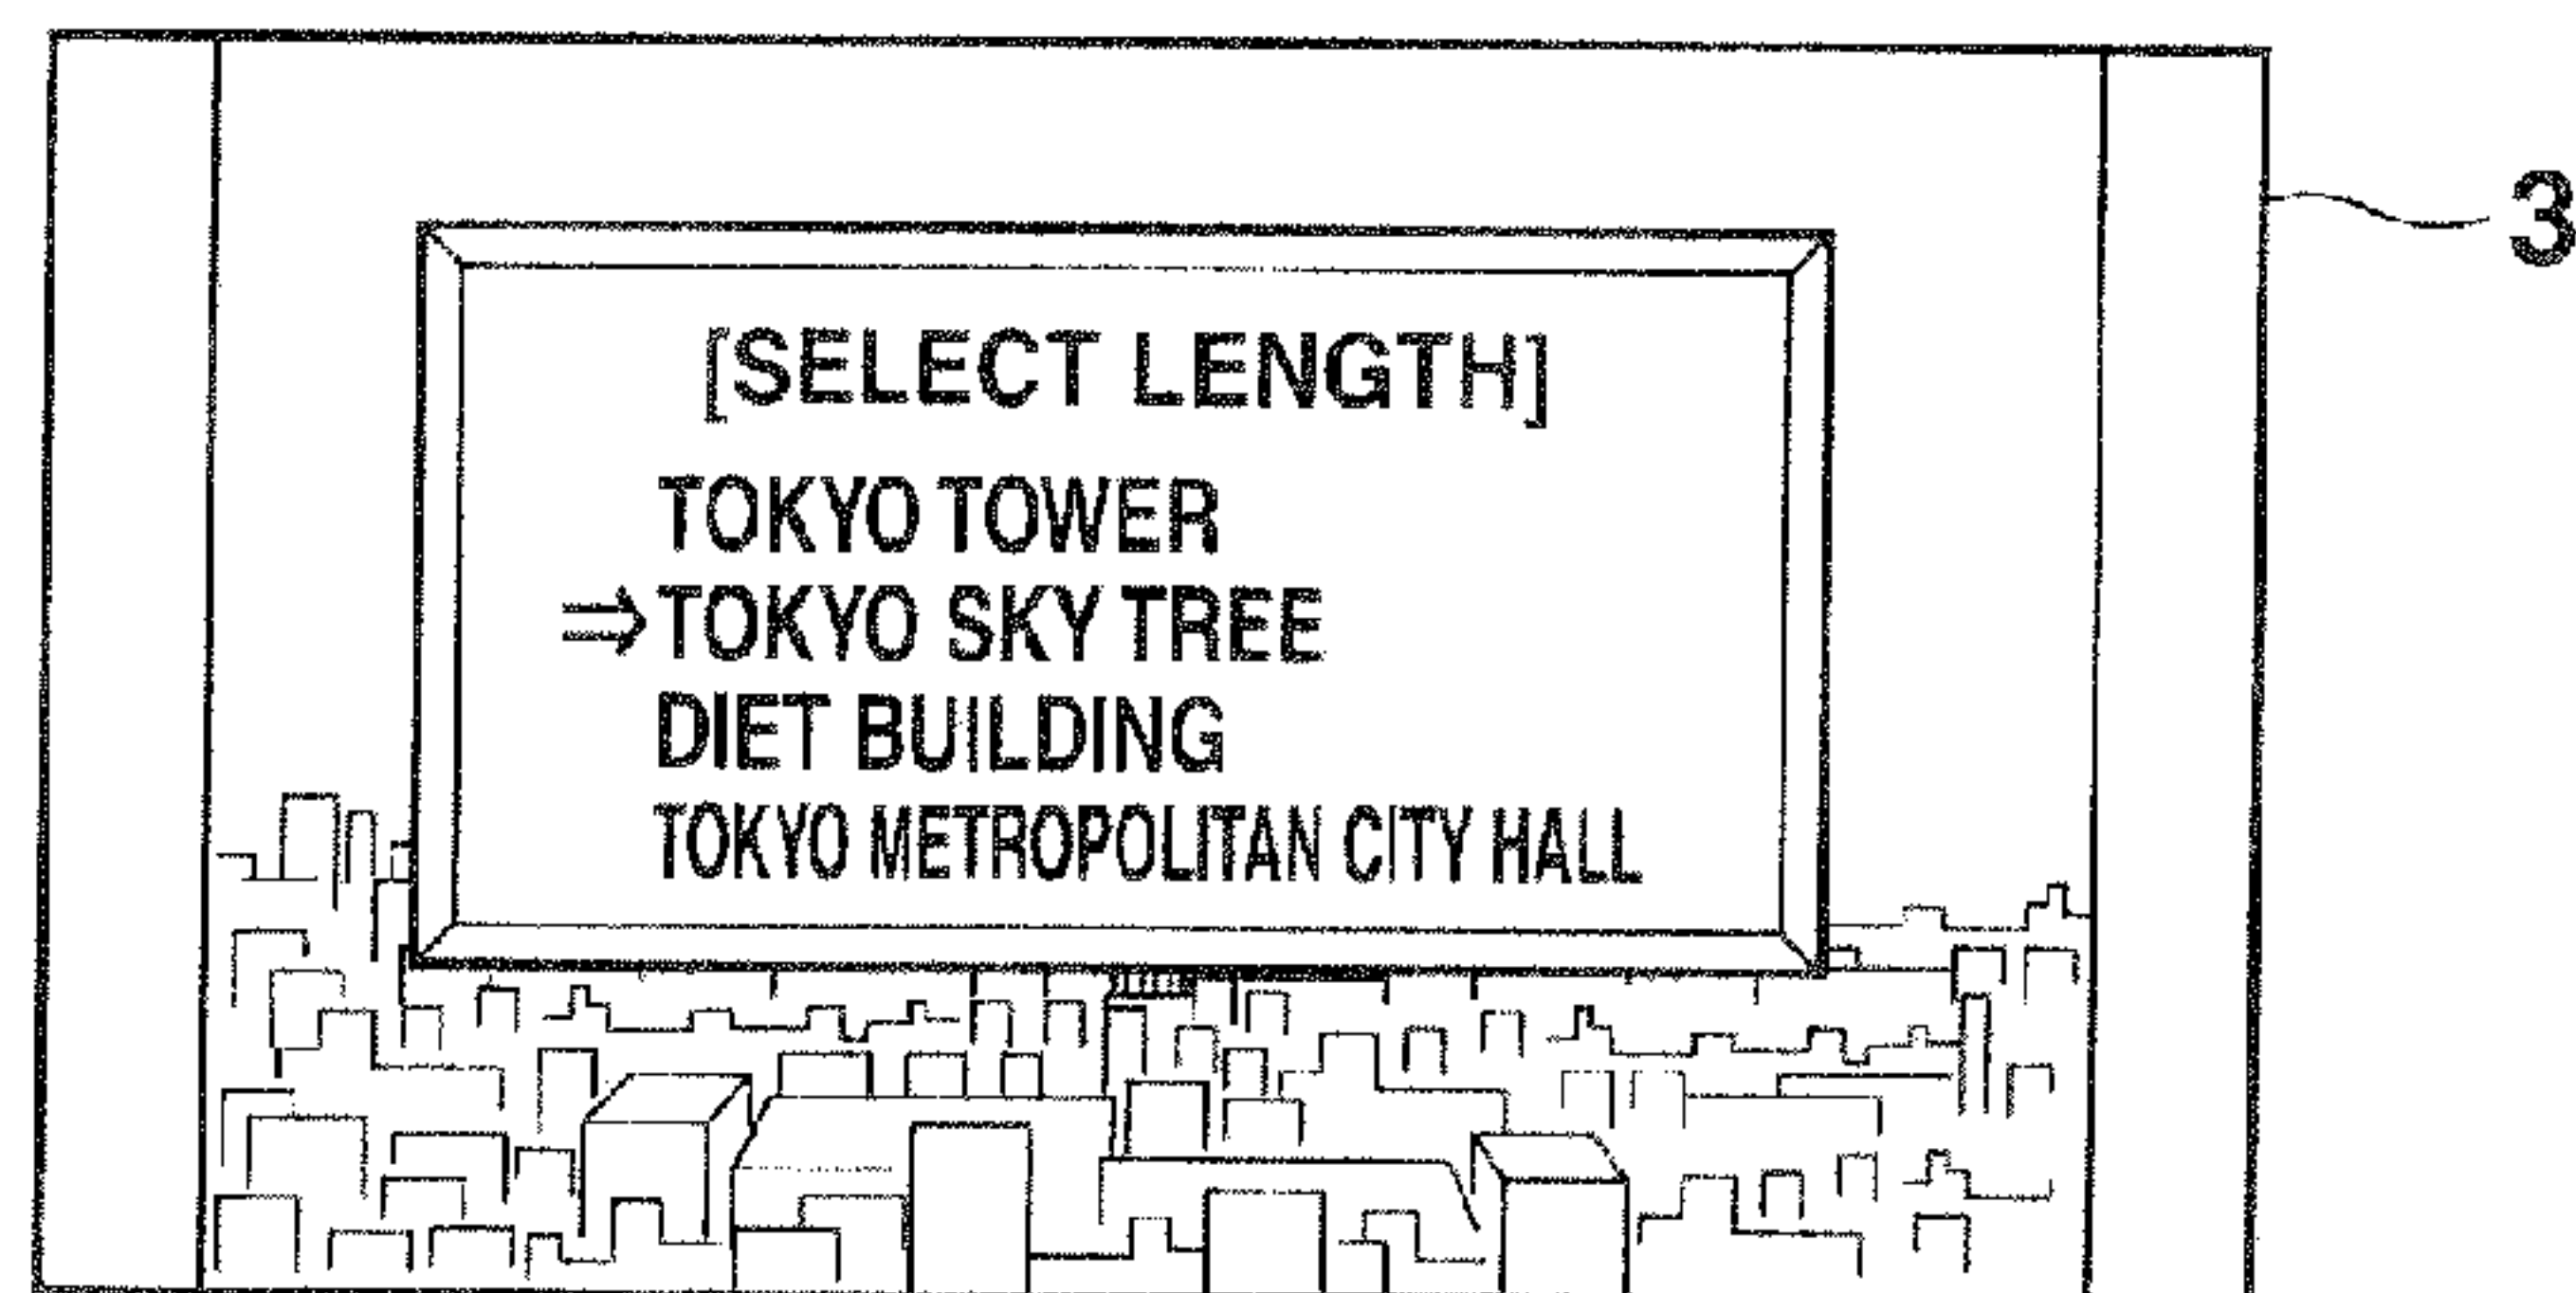 [SELECT LENGTH]
TOKYO TOWER
⇒TOKYO SKY TREE
DIET BUILDING
TOKYO METROPOLITAN CITY HALL
3